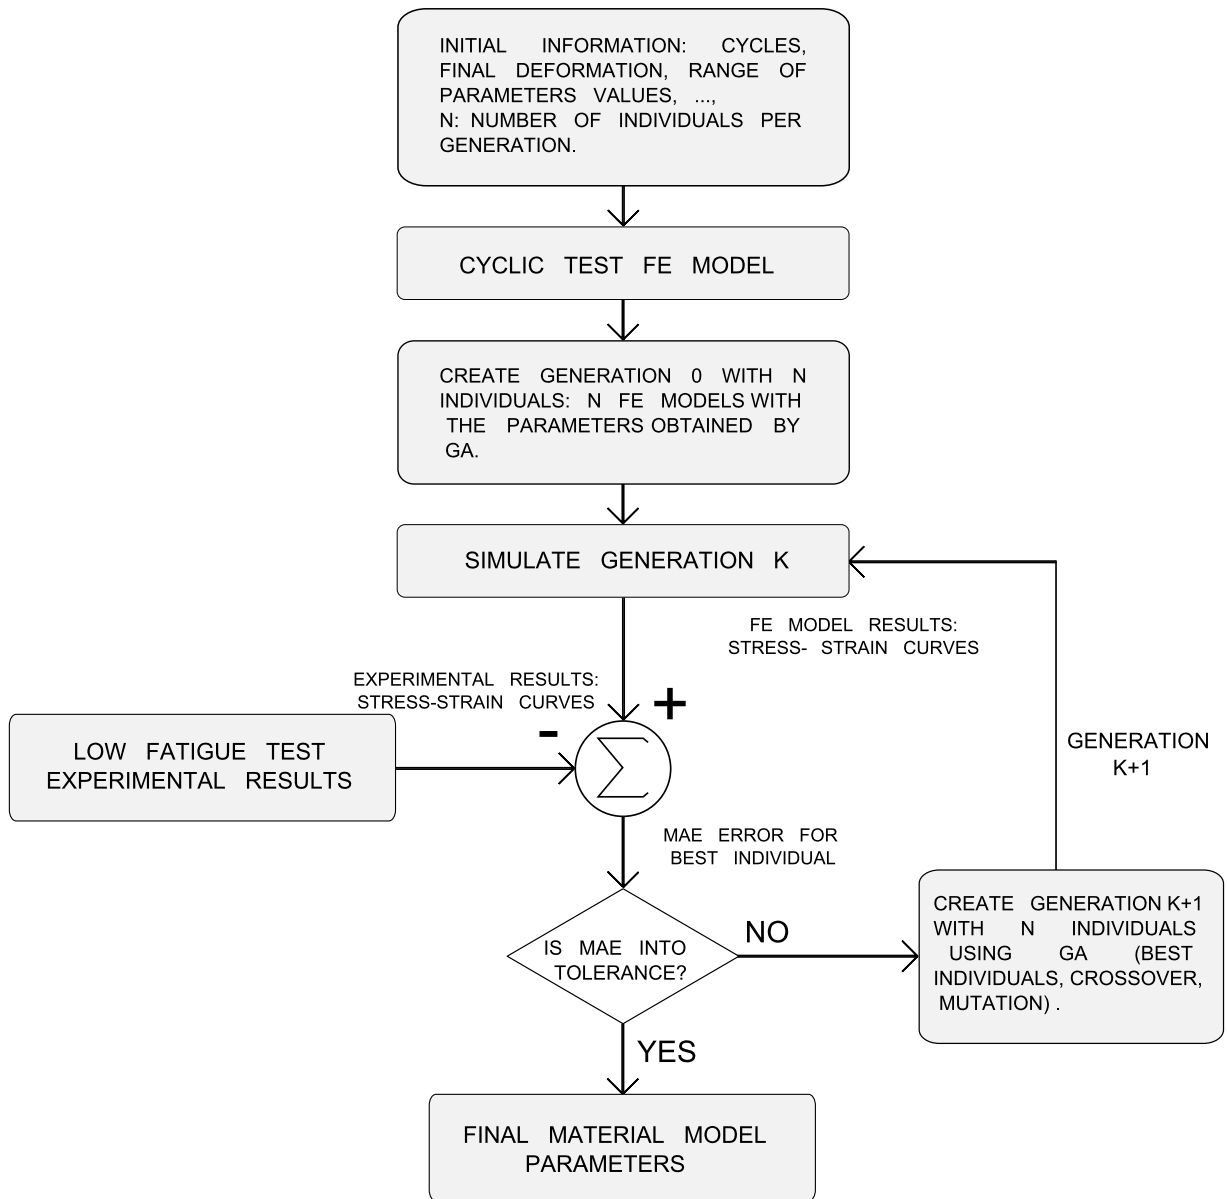 INITIAL INFORMATION: CYCLES,
FINAL DEFORMATION, RANGE OF
PARAMETERS VALUES, ...,
N: NUMBER OF INDIVIDUALS PER
GENERATION.
CYCLIC TEST FE MODEL
CREATE GENERATION 0 WITH N
INDIVIDUALS: N FE MODELS WITH
THE PARAMETERS OBTAINED BY
GA.
SIMULATE GENERATION K
FE MODEL RESULTS:
STRESS- STRAIN CURVES
EXPERIMENTAL RESULTS:
STRESS-STRAIN CURVES
+
-
LOW FATIGUE TEST
EXPERIMENTAL RESULTS
∑
GENERATION
K+1
MAE ERROR FOR
BEST INDIVIDUAL
IS MAE INTO
TOLERANCE?
NO
CREATE GENERATION K+1
WITH N INDIVIDUALS
USING GA (BEST
INDIVIDUALS, CROSSOVER,
MUTATION) .
YES
FINAL MATERIAL MODEL
PARAMETERS